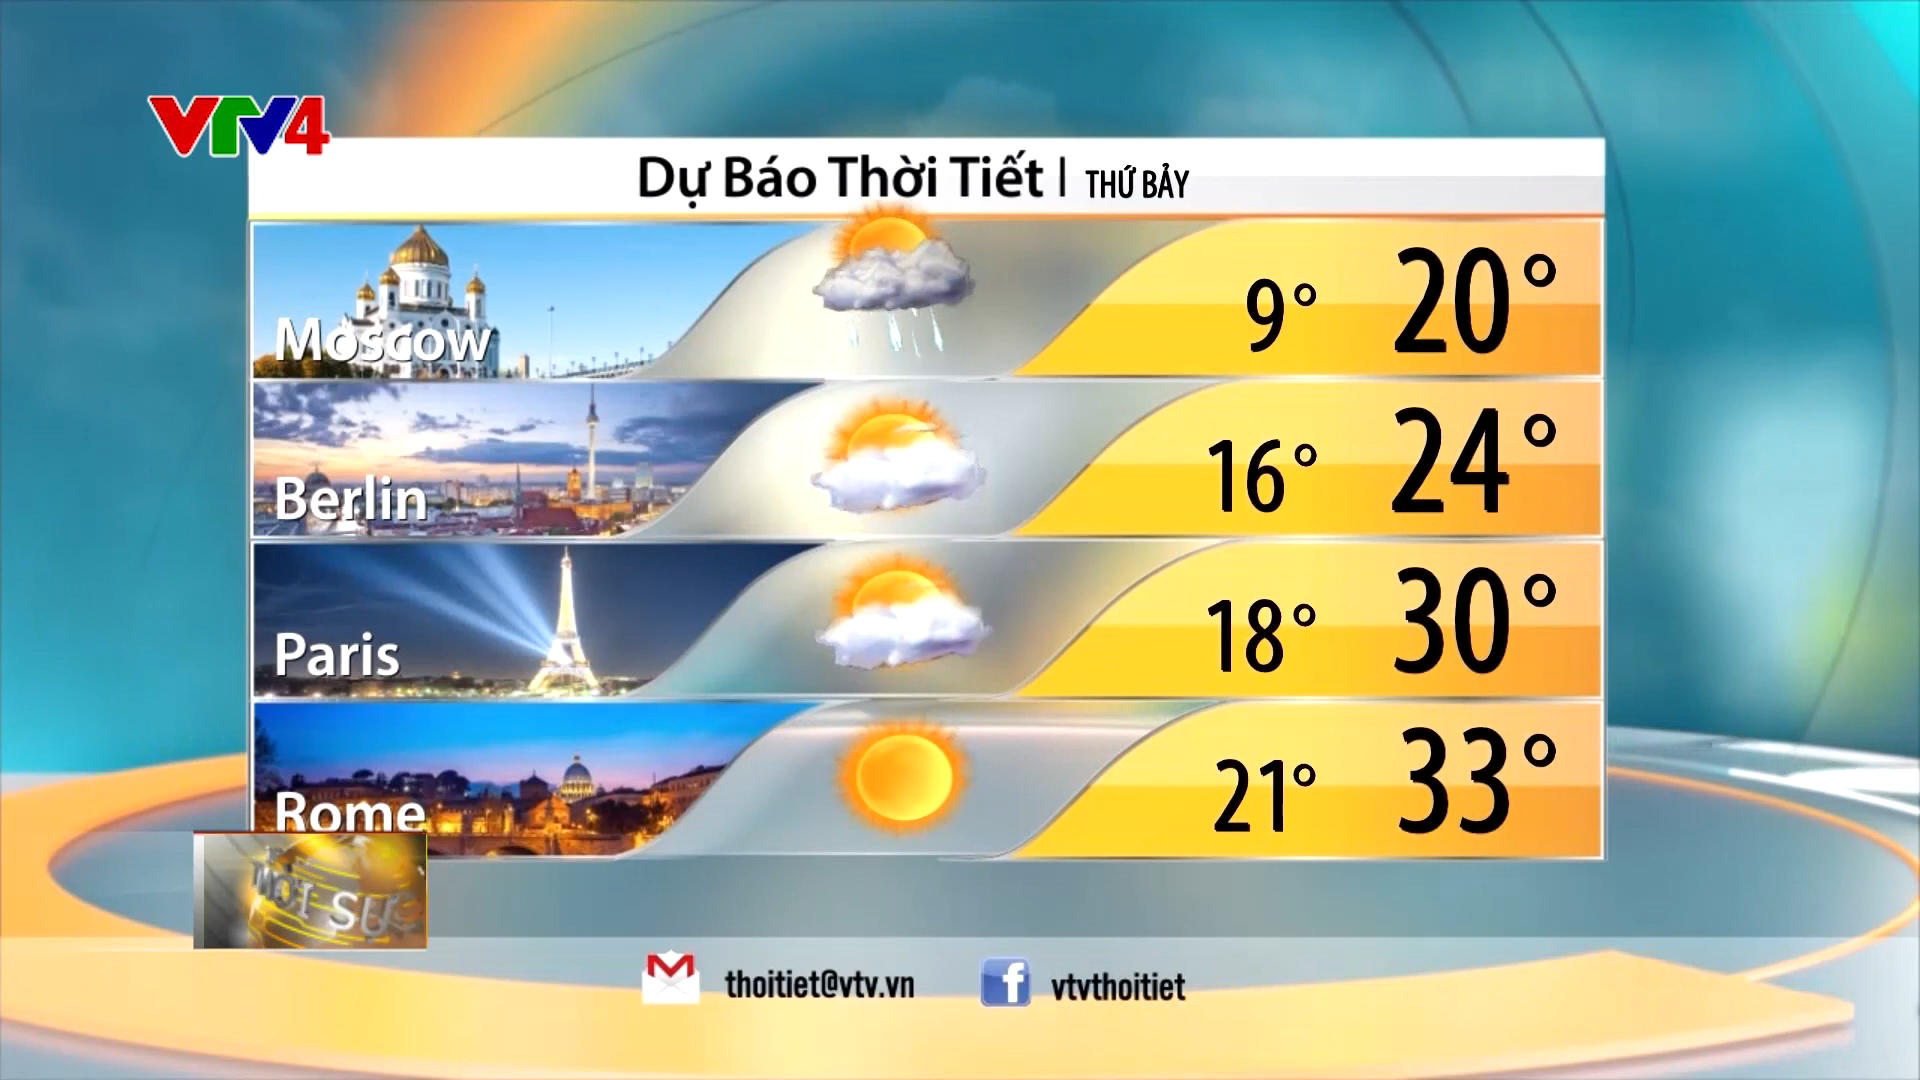 VTV4
Dự Báo Thời Tiết | THỨ BẢY
Moscow 9° 20°
Berlin 16° 24°
Paris 18° 30°
Rome 21° 33°
SỰ
thoitiet@vtv.vn vtvthoitiet